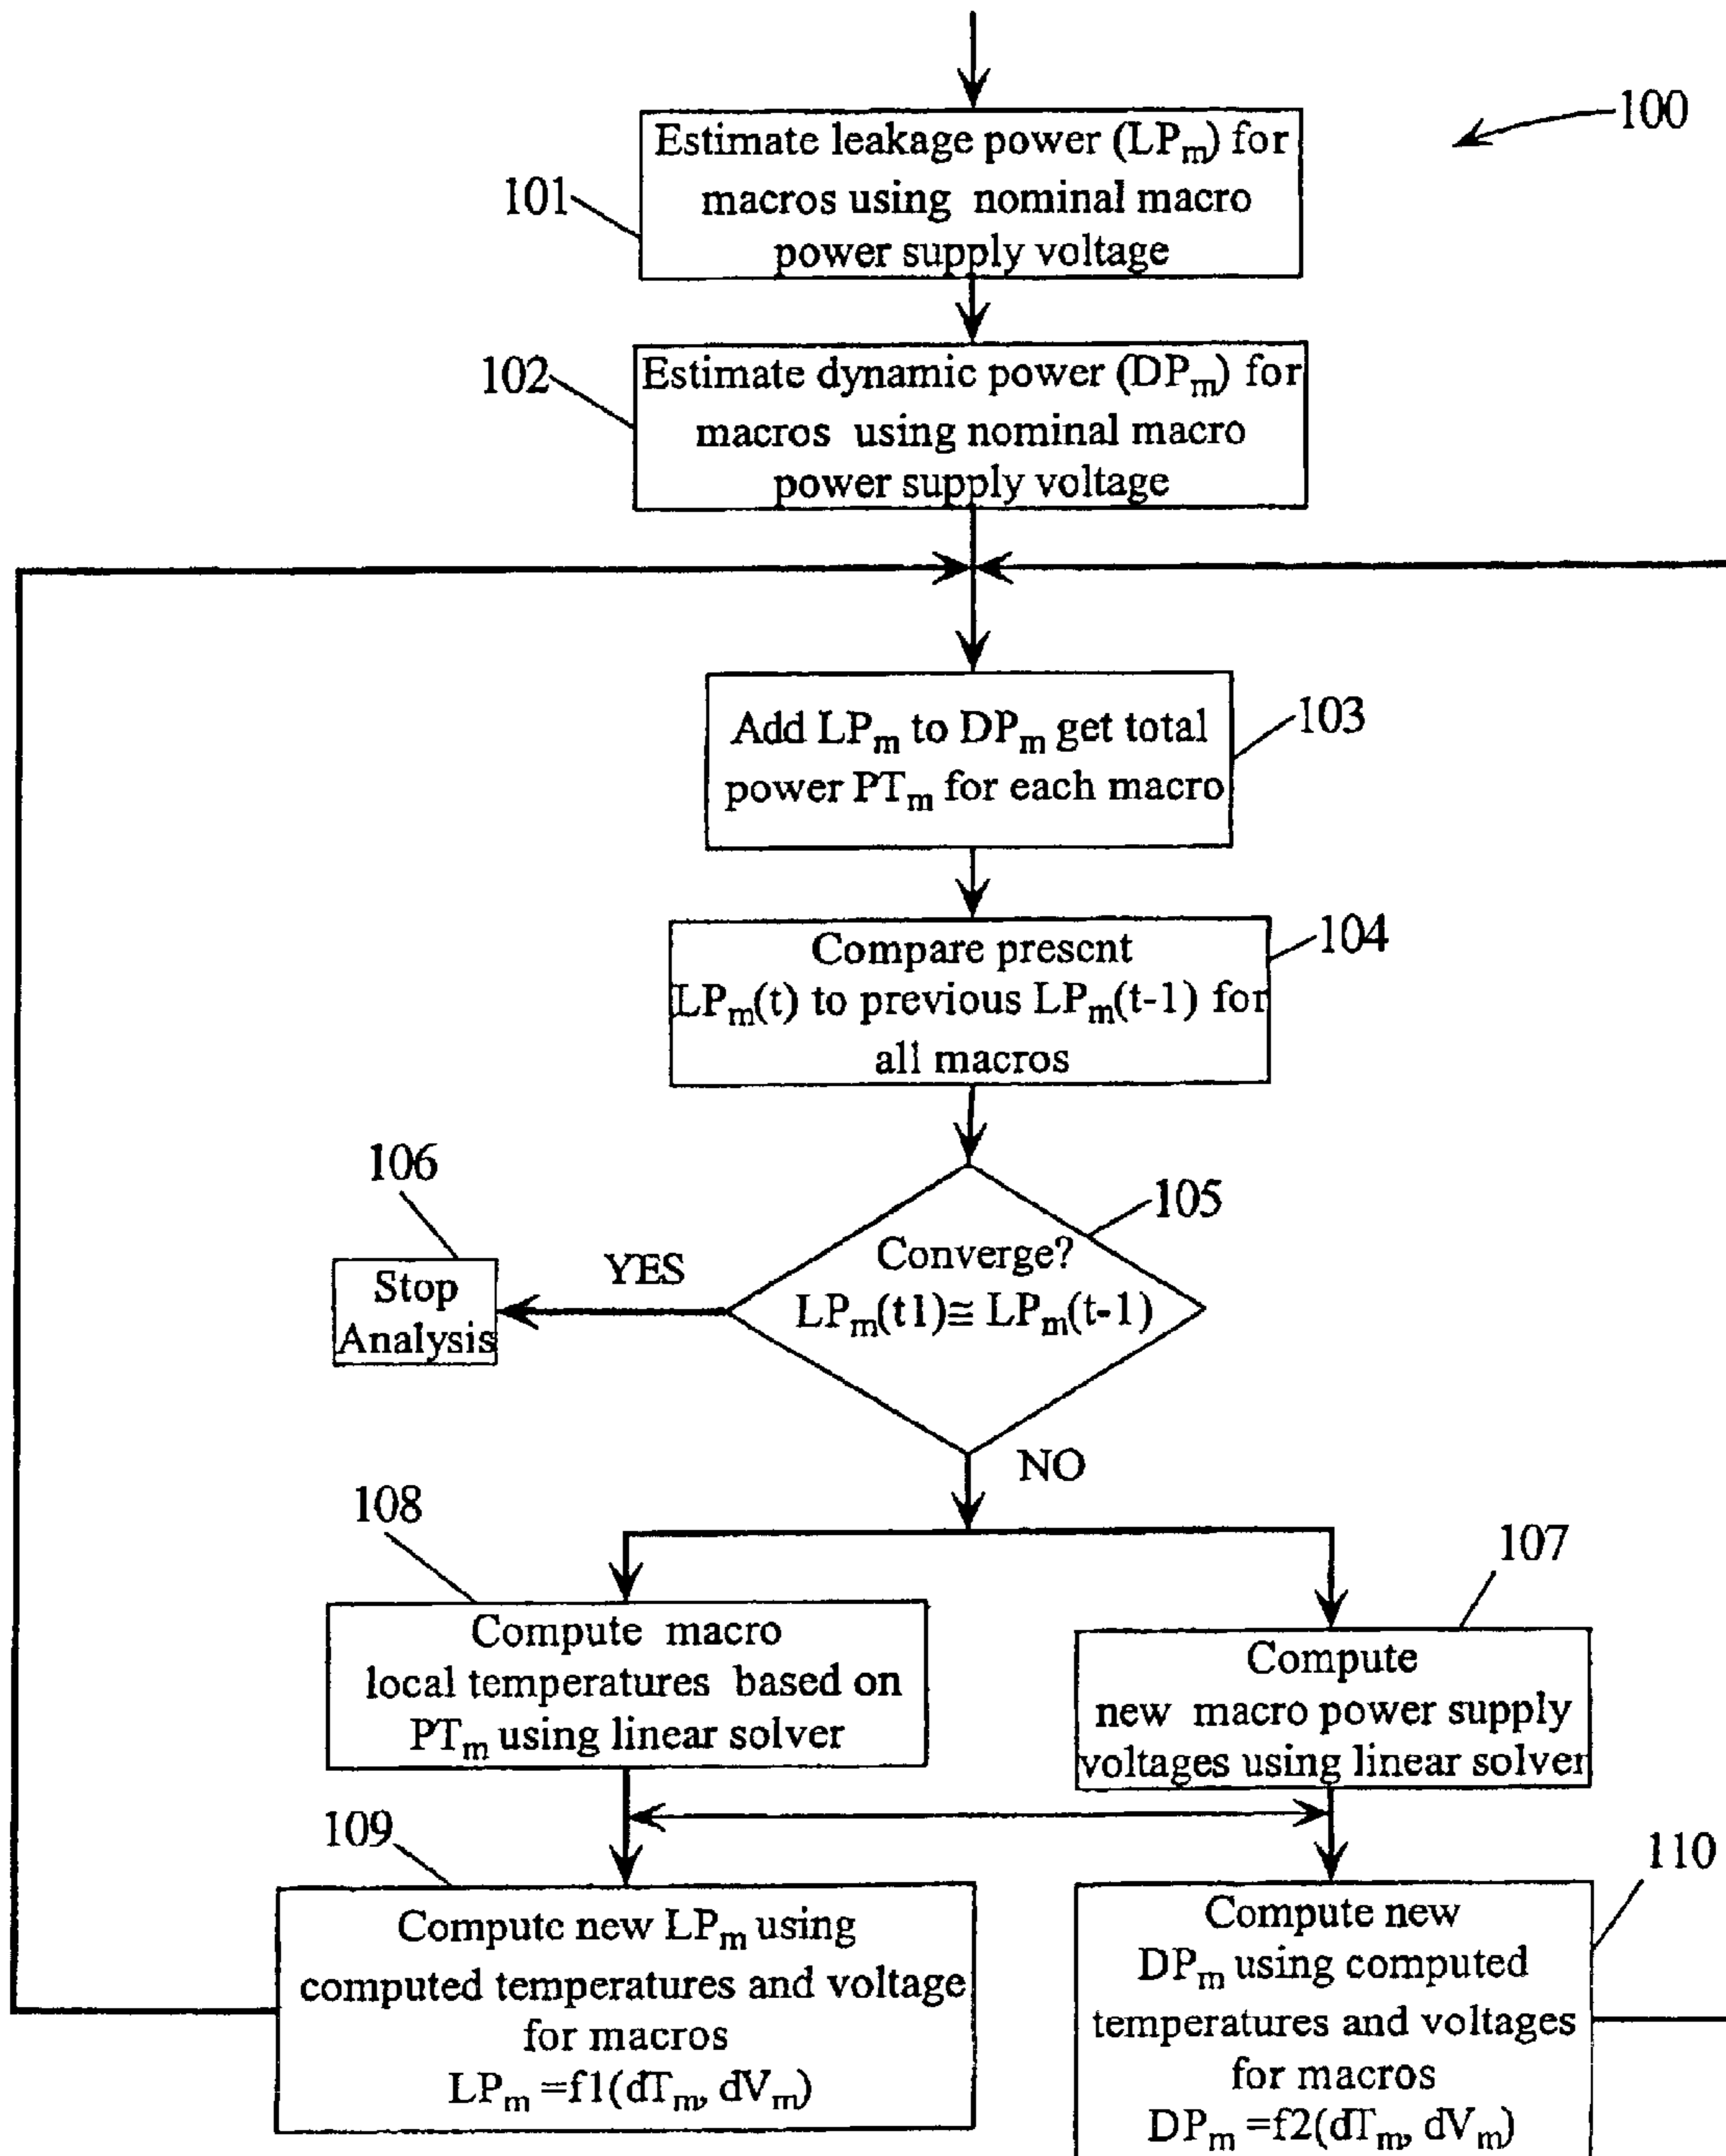 100
101
Estimate leakage power (LPm) for
macros using nominal macro
power supply voltage
102
Estimate dynamic power (DPm) for
macros using nominal macro
power supply voltage
103
Add LPm to DPm get total
power PTm for each macro
104
Compare present
LPm(t) to previous LPm(t-1) for
all macros
105
Converge?
LPm(t1)≅ LPm(t-1)
YES
106
Stop
Analysis
NO
108
Compute macro
local temperatures based on
PTm using linear solver
107
Compute
new macro power supply
voltages using linear solver
109
Compute new LPm using
computed temperatures and voltage
for macros
LPm =f1(dTm, dVm)
110
Compute new
DPm using computed
temperatures and voltages
for macros
DPm =f2(dTm, dVm)